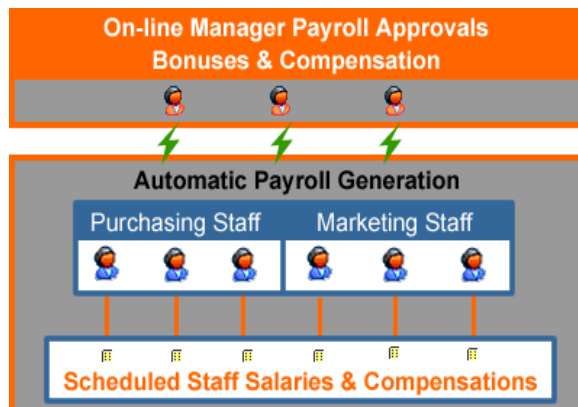 On-line Manager Payroll Approvals
Bonuses & Compensation
Automatic Payroll Generation
Purchasing Staff
Marketing Staff
Scheduled Staff Salaries & Compensations